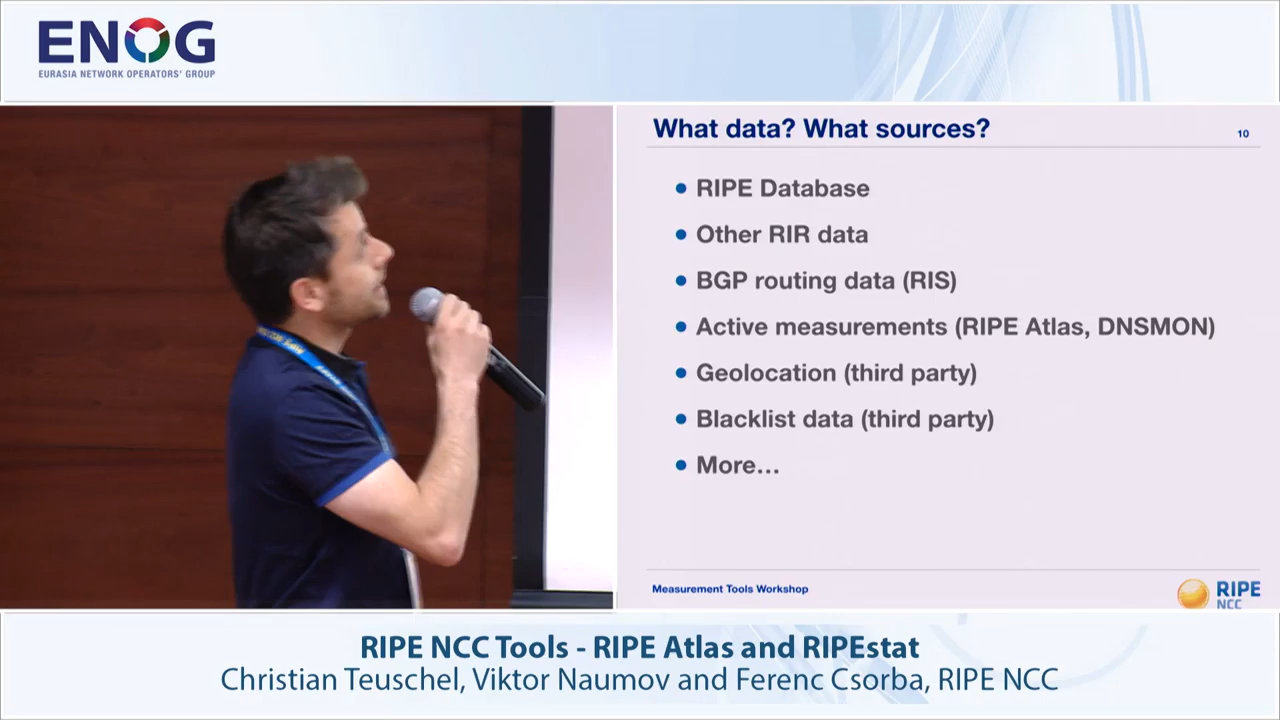 ENOG
EURASIA NETWORK OPERATORS' GROUP
What data? What sources?
10
• RIPE Database
• Other RIR data
• BGP routing data (RIS)
• Active measurements (RIPE Atlas, DNSMON)
• Geolocation (third party)
• Blacklist data (third party)
• More…
Measurement Tools Workshop
RIPE
NCC
RIPE NCC Tools - RIPE Atlas and RIPEstat
Christian Teuschel, Viktor Naumov and Ferenc Csorba, RIPE NCC